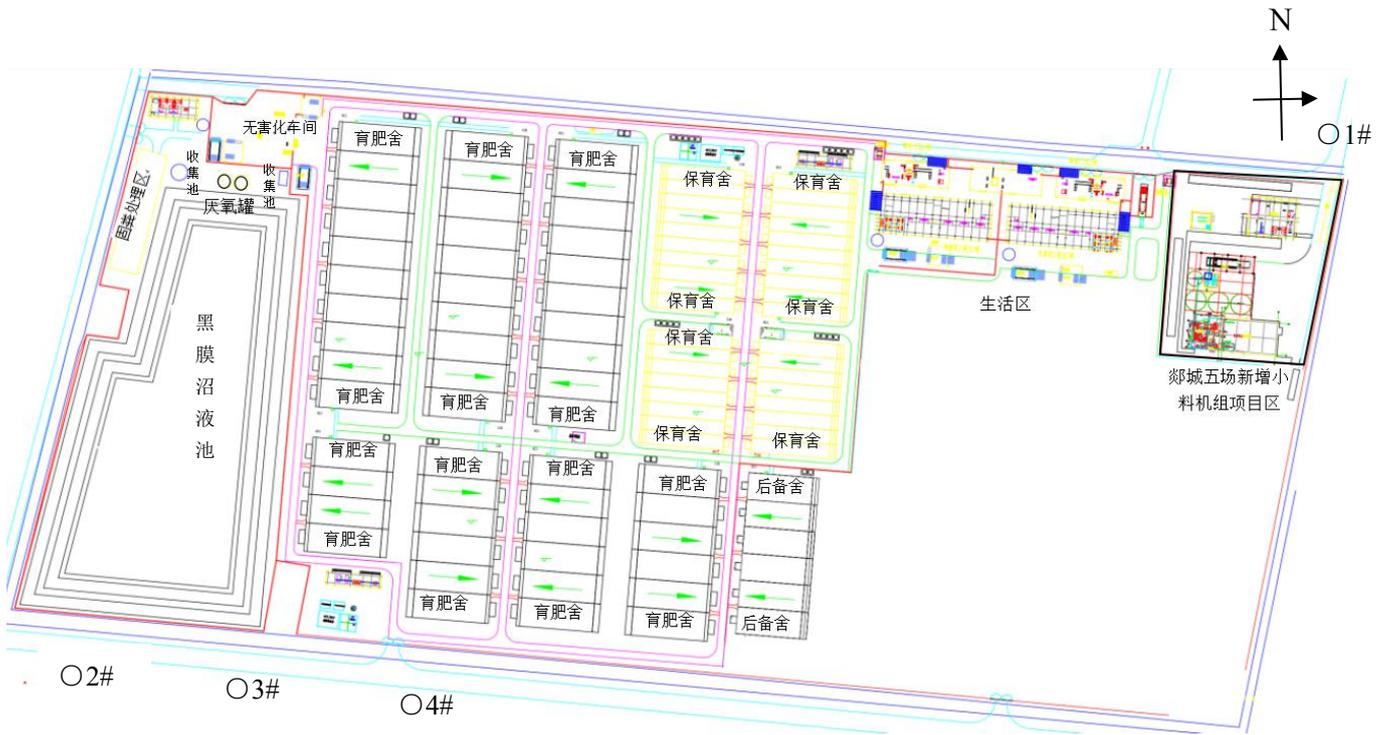 N
○1#
无害化车间
收集池
收集池
厌氧罐
固粪处理区
黑膜沼液池
育肥舍
育肥舍
育肥舍
保育舍
保育舍
育肥舍
育肥舍
育肥舍
保育舍
保育舍
保育舍
保育舍
保育舍
生活区
郯城五场新增小
料机组项目区
育肥舍
育肥舍
育肥舍
育肥舍
后备舍
育肥舍
育肥舍
育肥舍
育肥舍
后备舍
○2#
○3#
○4#